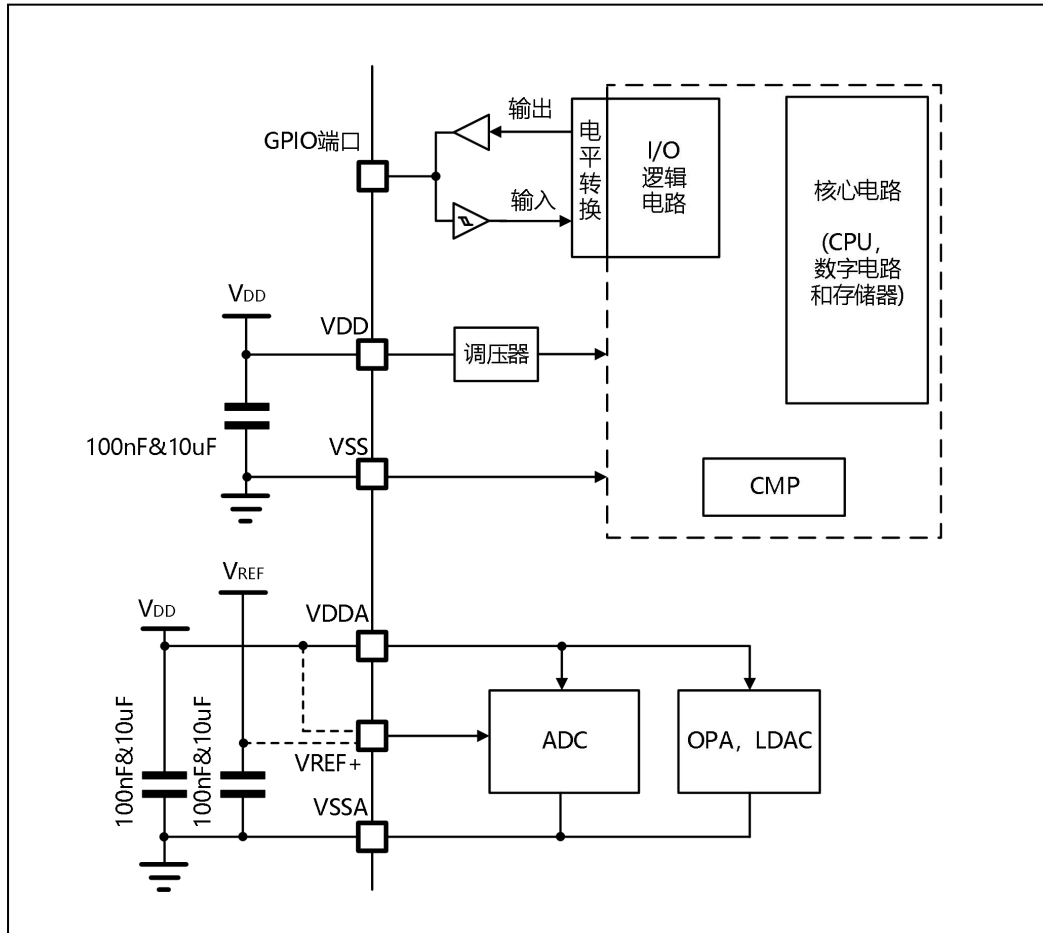 GPIO端口
输出
输入
电平转换
I/O
逻辑
电路
核心电路
(CPU，
数字电路
和存储器)
VDD
VDD
调压器
100nF&10uF
VSS
CMP
VREF
VDD
VDDA
100nF&10uF
100nF&10uF
ADC
OPA，LDAC
VREF+
VSSA